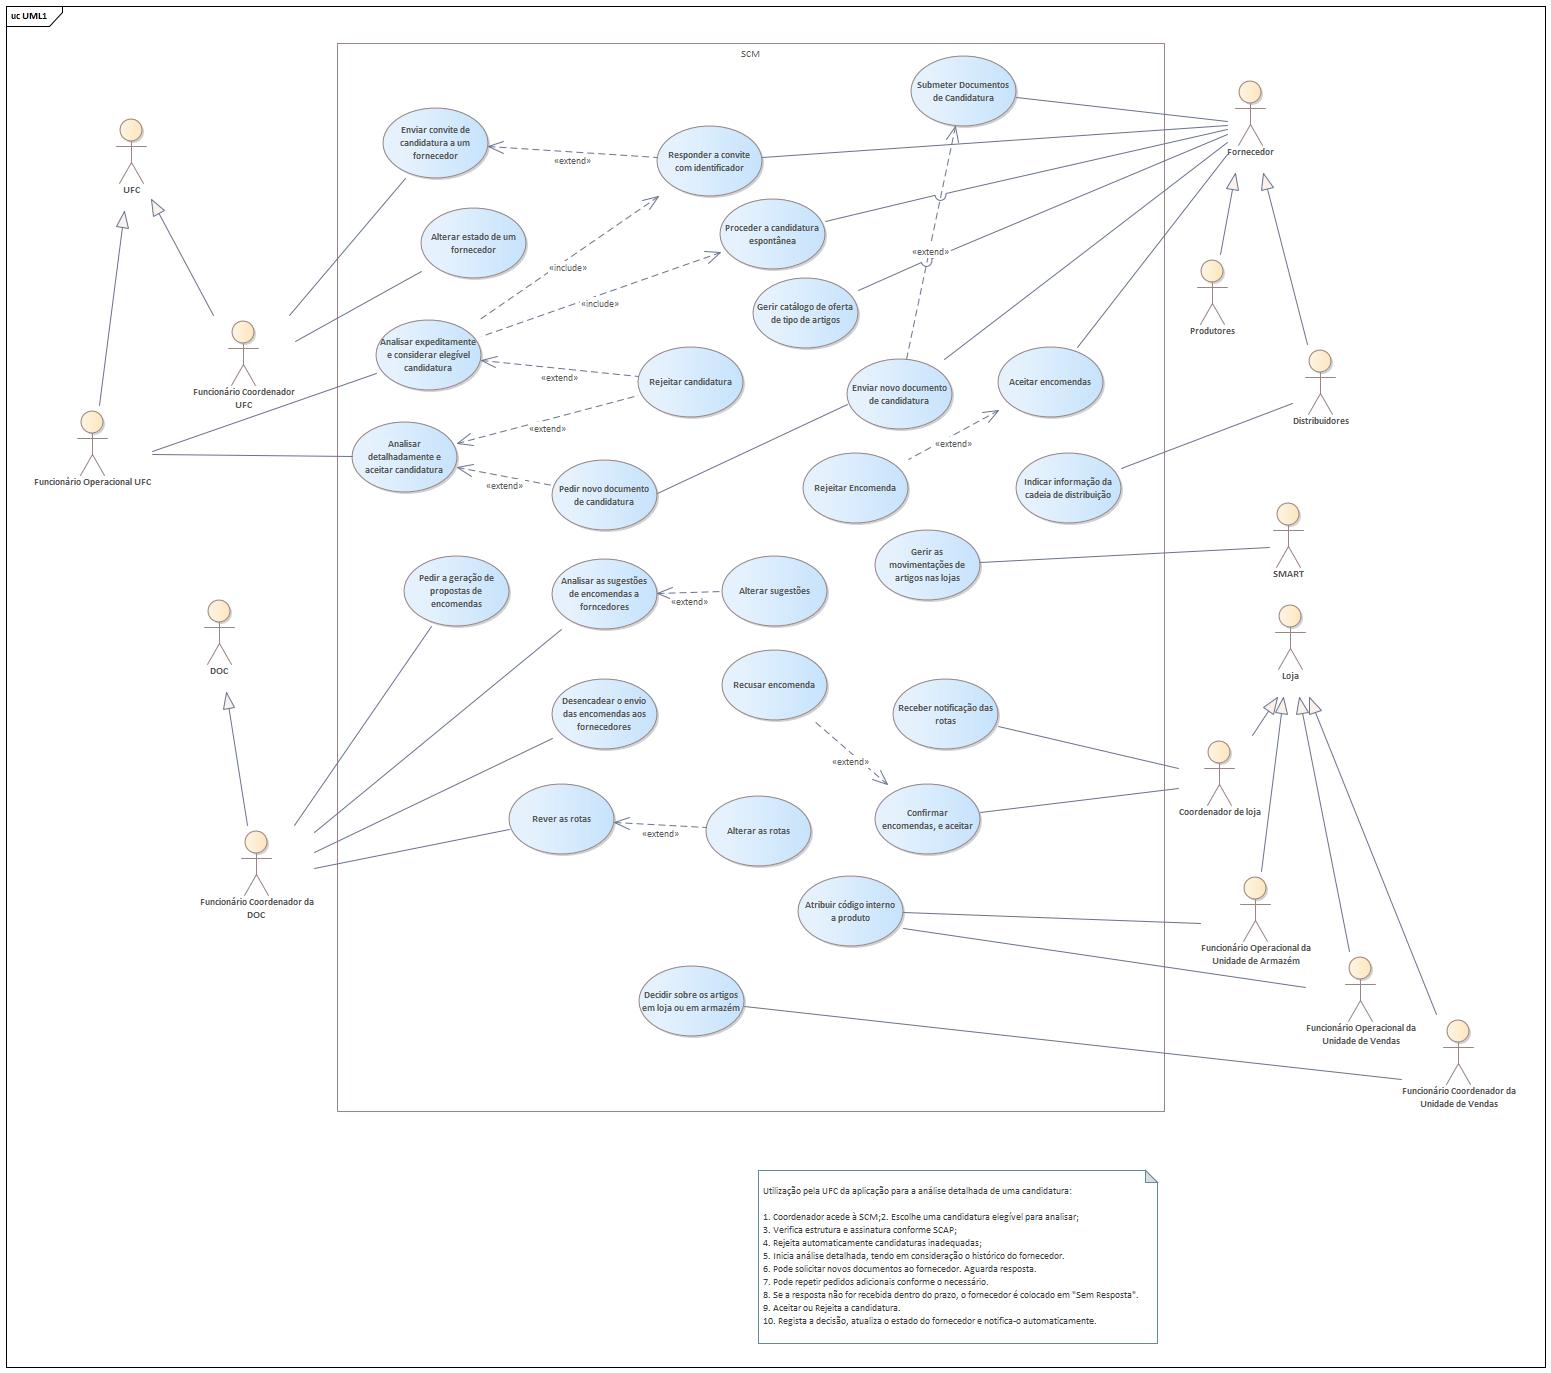 uc UML1
SCM
Submeter Documentos
de Candidatura
Enviar convite de
candidatura a um
fornecedor
«extend»
Responder a convite
com identificador
Fornecedor
UFC
Alterar estado de um
fornecedor
Proceder a candidatura
espontânea
«extend»
«include»
«include»
Gerir catálogo de oferta
de tipo de artigos
Produtores
Analisar expeditamente
e considerar elegível
candidatura
«extend»
Rejeitar candidatura
Enviar novo documento
de candidatura
Aceitar encomendas
Funcionário Coordenador
UFC
Distribuidores
«extend»
«extend»
Analisar
detalhadamente e
aceitar candidatura
Funcionário Operacional UFC
«extend»
Pedir novo documento
de candidatura
Rejeitar Encomenda
Indicar informação da
cadeia de distribuição
Gerir as
movimentações de
artigos nas lojas
SMART
Pedir a geração de
propostas de
encomendas
Analisar as sugestões
de encomendas a
forncedores
«extend»
Alterar sugestões
DOC
Loja
Recusar encomenda
Desencadear o envio
das encomendas aos
fornecedores
Receber notificação das
rotas
«extend»
Rever as rotas
«extend»
Alterar as rotas
Confirmar
encomendas, e aceitar
Coordenador de loja
Funcionário Coordenador da
DOC
Atribuir código interno
a produto
Funcionário Operacional da
Unidade de Armazém
Decidir sobre os artigos
em loja ou em armazém
Funcionário Operacional da
Unidade de Vendas
Funcionário Coordenador da
Unidade de Vendas
Utilização pela UFC da aplicação para a análise detalhada de uma candidatura:
1. Coordenador acede à SCM;2. Escolhe uma candidatura elegível para analisar;
3. Verifica estrutura e assinatura conforme SCAP;
4. Rejeita automaticamente candidaturas inadequadas;
5. Inicia análise detalhada, tendo em consideração o histórico do fornecedor.
6. Pode solicitar novos documentos ao fornecedor. Aguarda resposta.
7. Pode repetir pedidos adicionais conforme o necessário.
8. Se a resposta não for recebida dentro do prazo, o fornecedor é colocado em "Sem Resposta".
9. Aceitar ou Rejeita a candidatura.
10. Regista a decisão, atualiza o estado do fornecedor e notifica-o automaticamente.